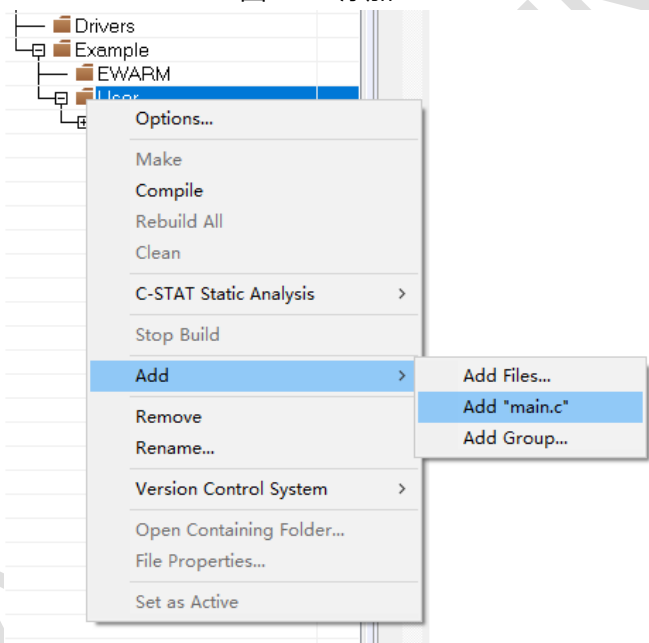 Drivers
Example
EWARM
User
Options...
Make
Compile
Rebuild All
Clean
C-STAT Static Analysis
Stop Build
Add
Add Files...
Add "main.c"
Add Group...
Remove
Rename...
Version Control System
Open Containing Folder...
File Properties...
Set as Active